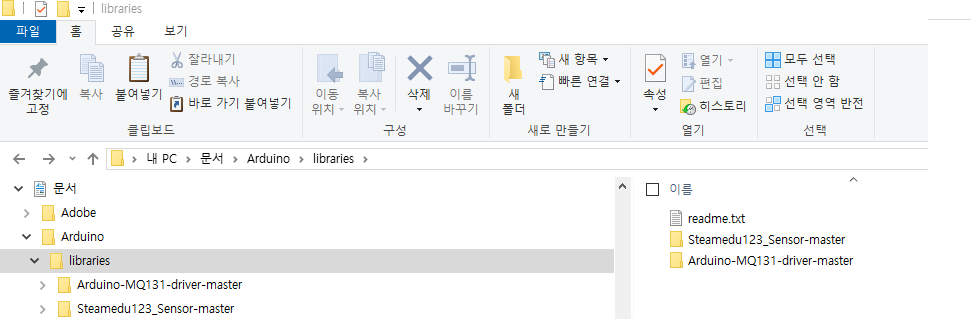 libraries
파일 홈 공유 보기
즐겨찾기에 고정
복사
붙여넣기
잘라내기
경로 복사
바로 가기 붙여넣기
클립보드
이동 위치
복사 위치
삭제
이름 바꾸기
구성
새 폴더
새 항목
빠른 연결
새로 만들기
속성
열기
편집
히스토리
열기
모두 선택
선택 안 함
선택 영역 반전
선택
내 PC > 문서 > Arduino > libraries >
문서
Adobe
Arduino
libraries
Arduino-MQ131-driver-master
Steamedu123_Sensor-master
이름
readme.txt
Steamedu123_Sensor-master
Arduino-MQ131-driver-master